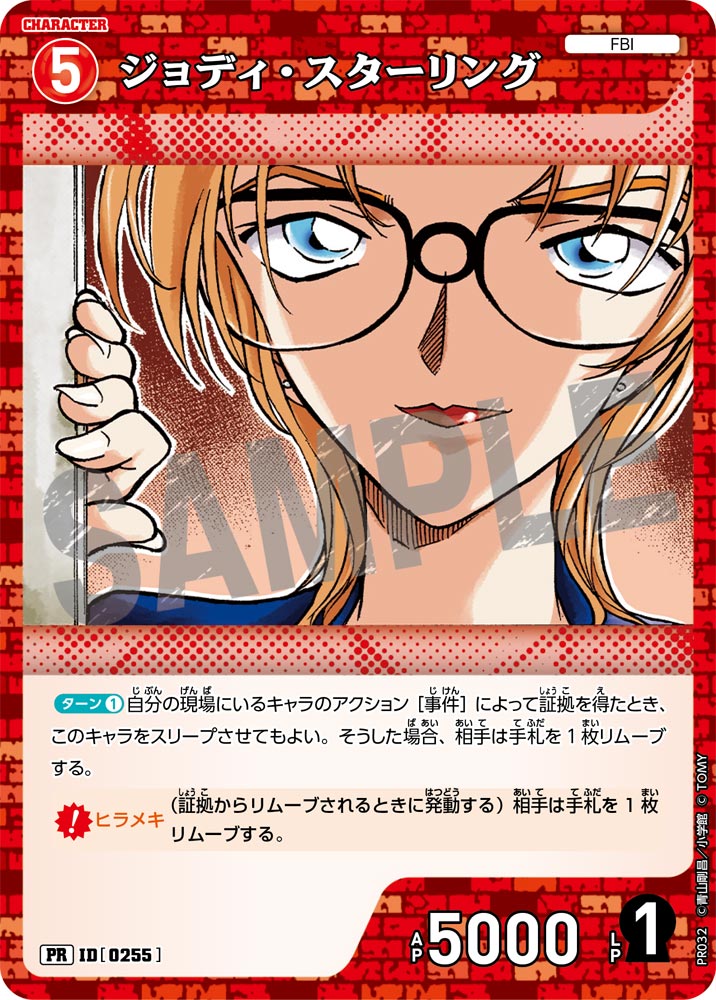 CHARACTER
5
ジョディ・スターリング
FBI
SAMPLE
ターン1 自分の現場にいるキャラのアクション[事件]によって証拠を得たとき、
このキャラをスリープさせてもよい。そうした場合、相手は手札を1枚リムーブ
する。
ヒラメキ (証拠からリムーブされるときに発動する) 相手は手札を1枚
リムーブする。
AP 5000 LP 1
PR ID[0255]
PR032 ©青山剛昌/小学館 ©TOMY